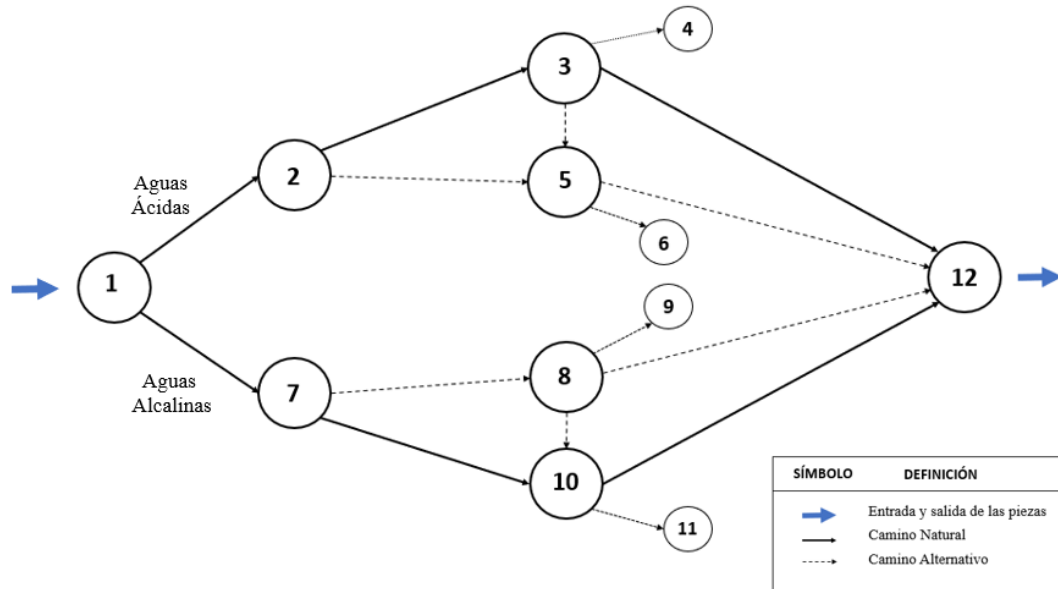 4
3
2
5
Aguas
Ácidas
6
1
12
9
8
7
Aguas
Alcalinas
10
11
SÍMBOLO DEFINICIÓN
Entrada y salida de las piezas
Camino Natural
Camino Alternativo